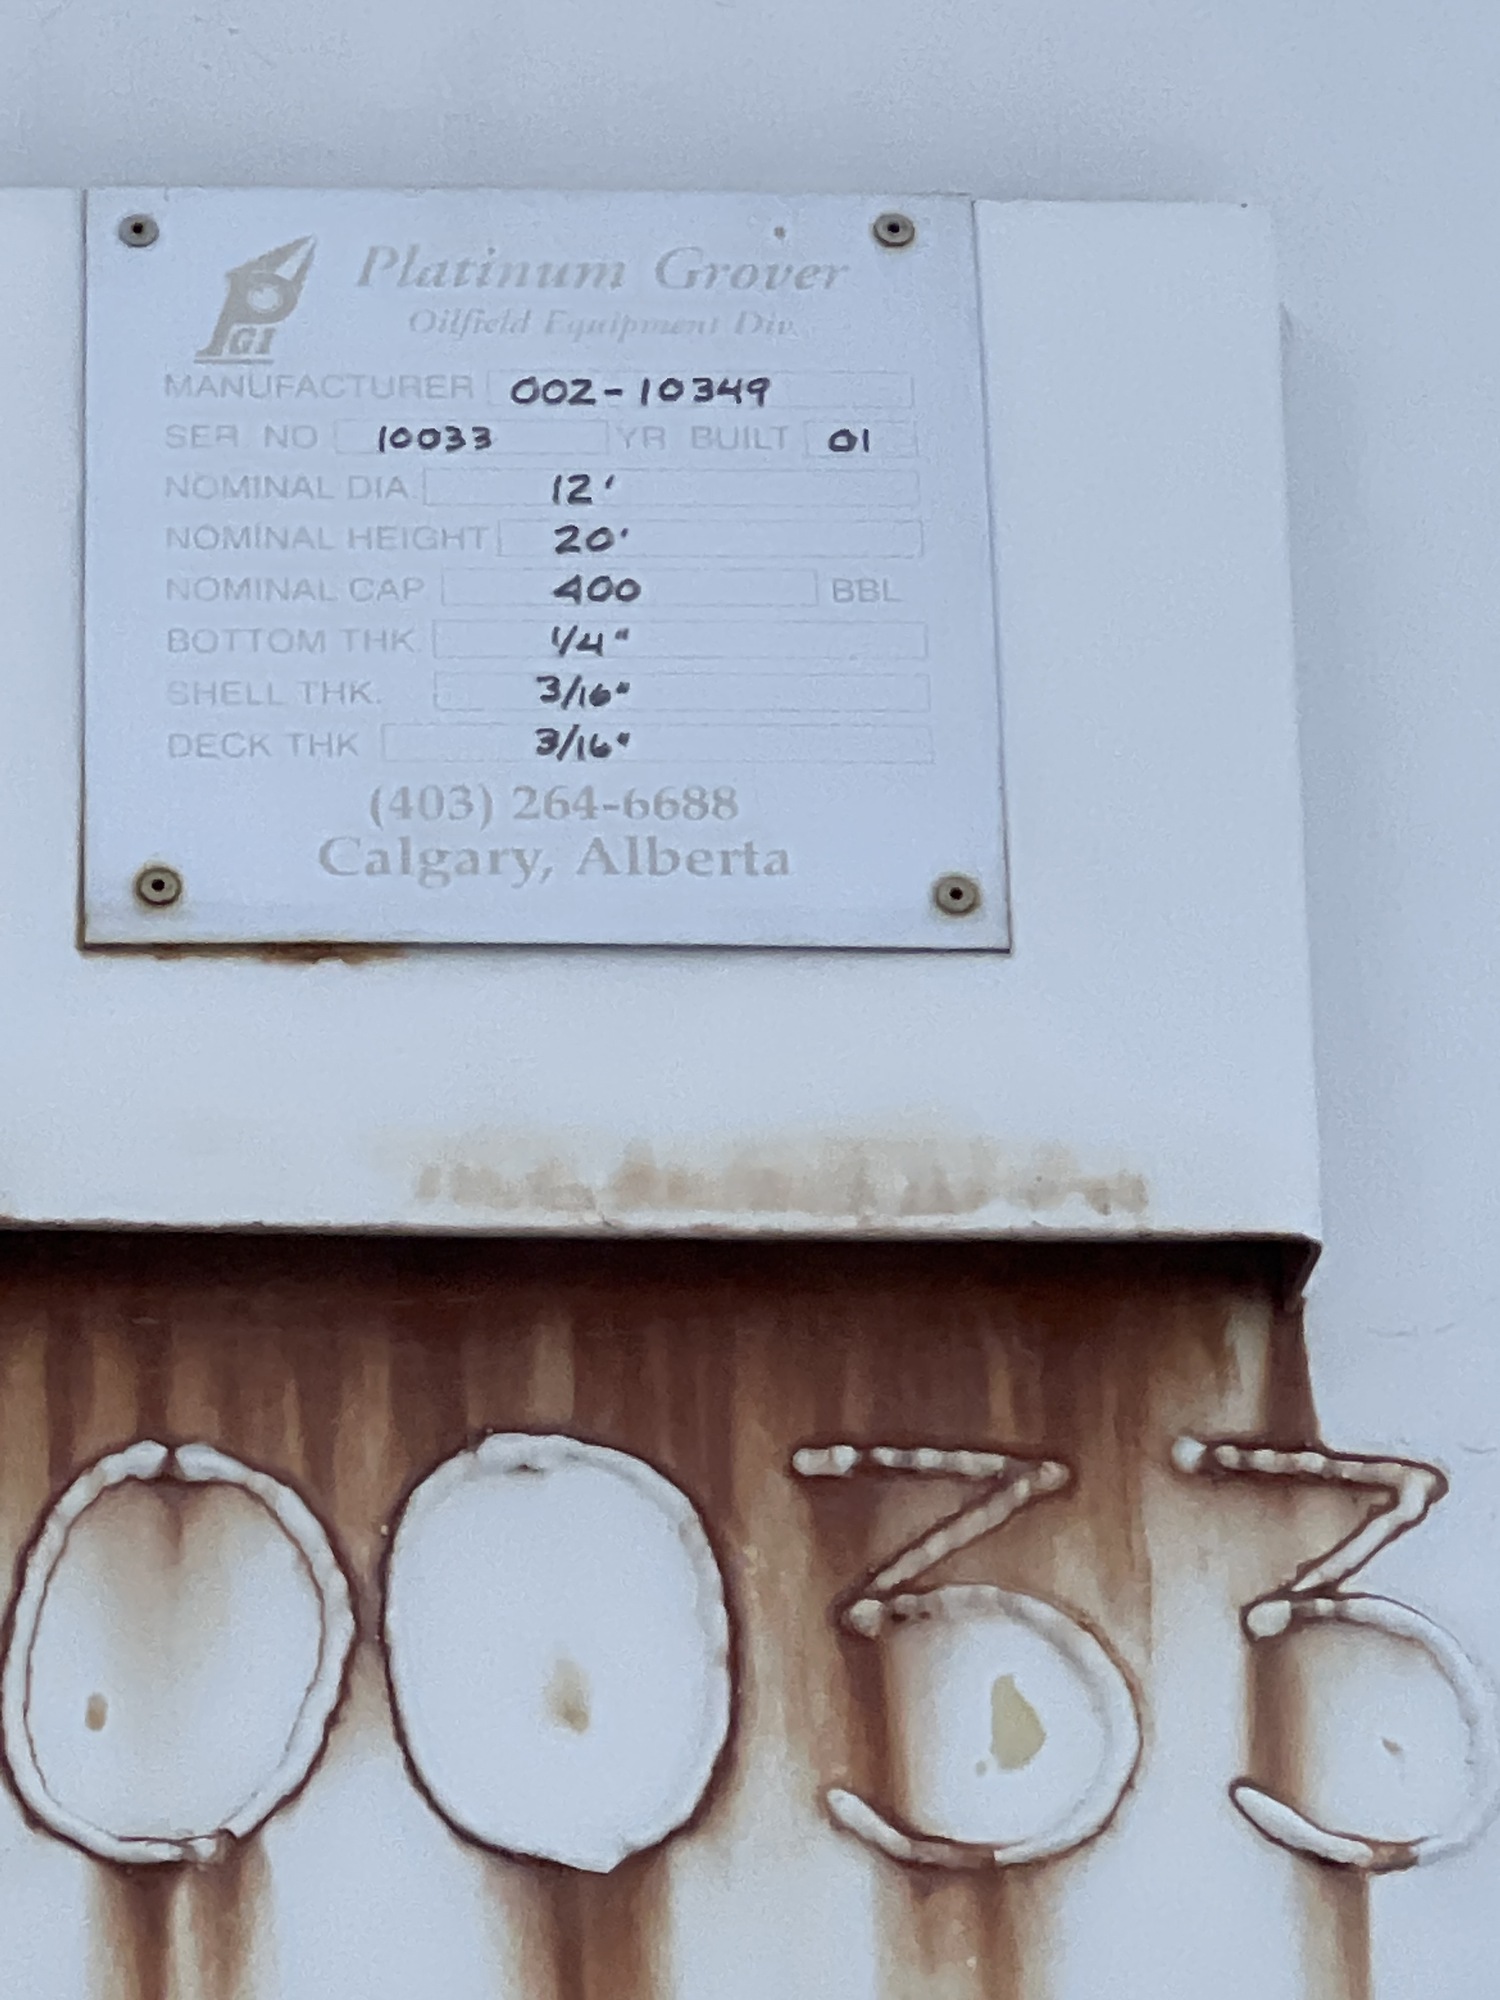 Platinum Grover
Oilfield Equipment Div.
PGI
MANUFACTURER 002-10349
SER NO 10033 YR BUILT 01
NOMINAL DIA. 12'
NOMINAL HEIGHT 20'
NOMINAL CAP 400 BBL
BOTTOM THK 1/4"
SHELL THK. 3/16"
DECK THK 3/16"
(403) 264-6688
Calgary, Alberta
0033